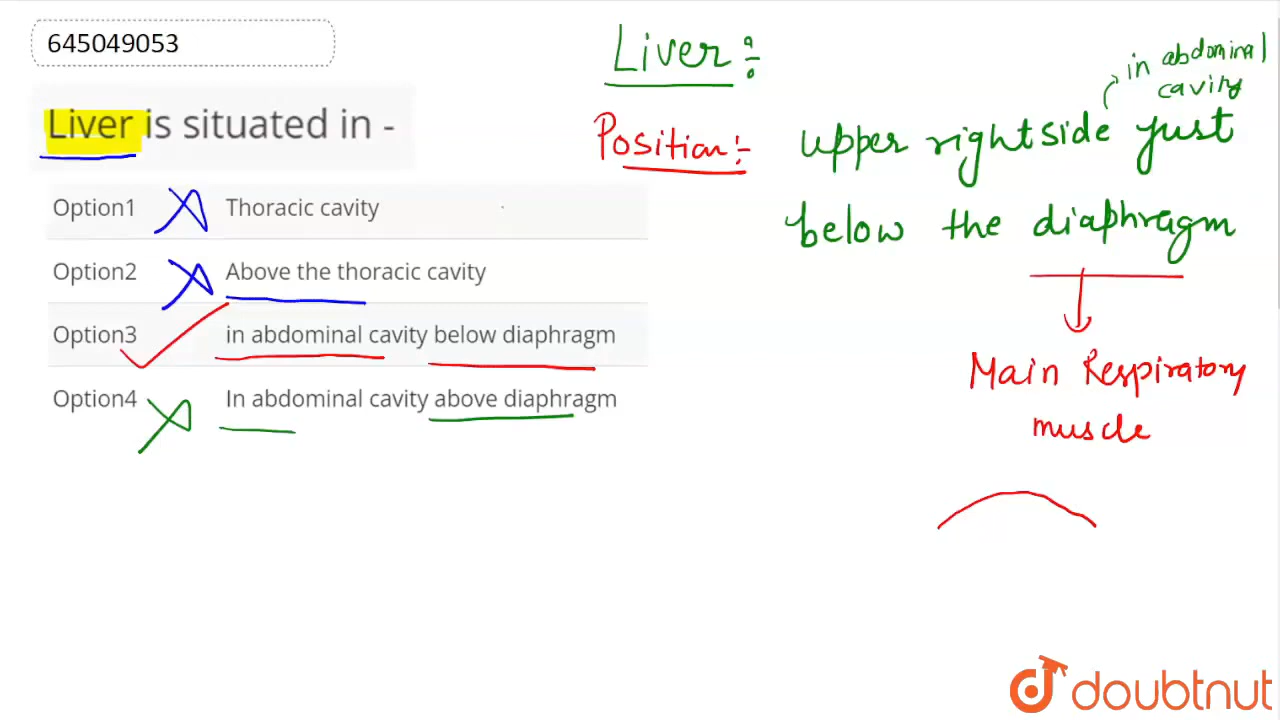 645049053
Liver is situated in -
Option1 Thoracic cavity
Option2 Above the thoracic cavity
Option3 in abdominal cavity below diaphragm
Option4 In abdominal cavity above diaphragm
Liver :
in abdominal
cavity
Position :- upper right side just
below the diaphragm
Main Respiratory
muscle
doubtnut